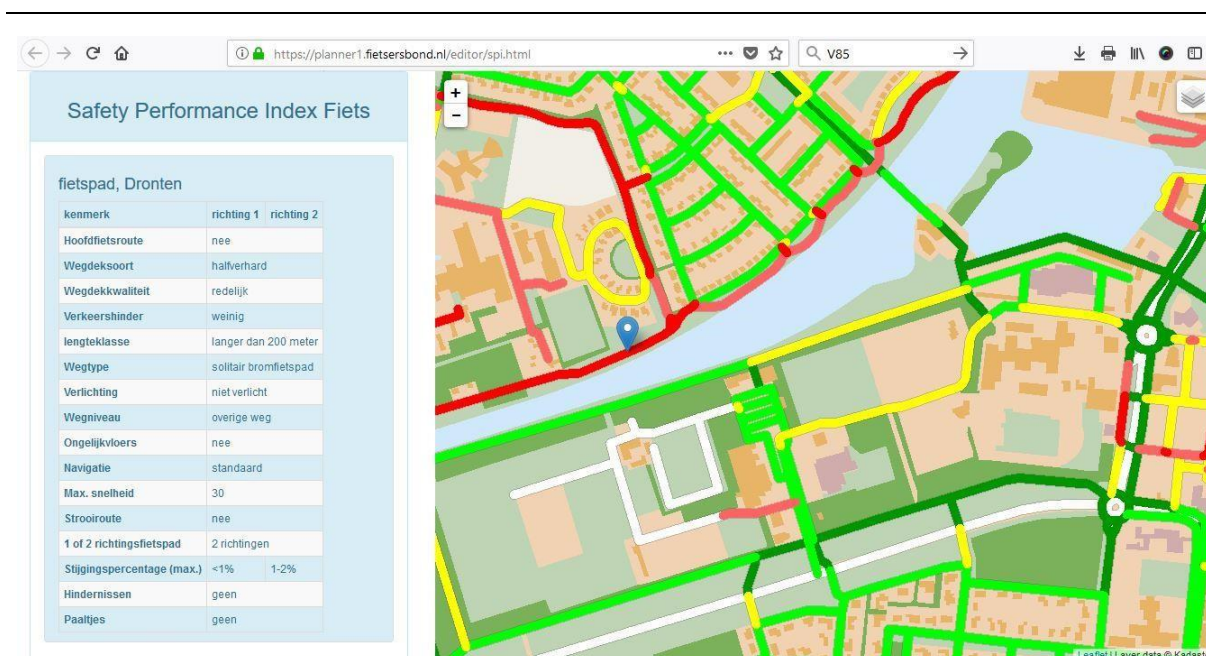 https://planner1.fietsersbond.nl/editor/spi.html
V85
Safety Performance Index Fiets
fietspad, Dronten
kenmerk richting 1 richting 2
Hoofdfietsroute nee
Wegdeksoort halfverhard
Wegdekkwaliteit redelijk
Verkeershinder weinig
lengteklasse langer dan 200 meter
Wegtype solitair bromfietspad
Verlichting niet verlicht
Wegniveau overige weg
Ongelijkvloers nee
Navigatie standaard
Max. snelheid 30
Strooiroute nee
1 of 2 richtingsfietspad 2 richtingen
Stijgingspercentage (max.) <1% 1-2%
Hindernissen geen
Paaltjes geen
+
-
Leaflet | Layer data © Kadast